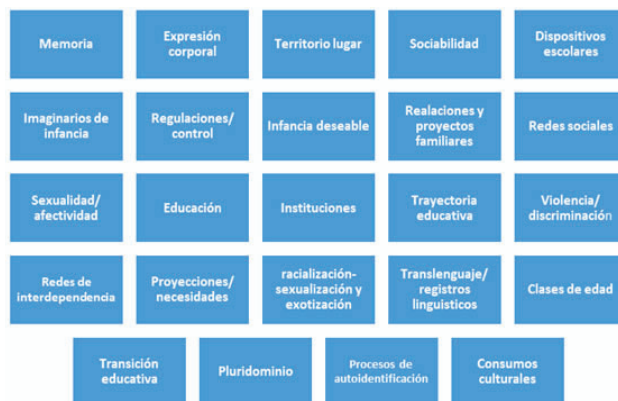 Memoria
Expresión
corporal
Territorio lugar
Sociabilidad
Dispositivos
escolares
Imaginarios de
infancia
Regulaciones/
control
Infancia deseable
Realaciones y
proyectos
familiares
Redes sociales
Sexualidad/
afectividad
Educación
Instituciones
Trayectoria
educativa
Violencia/
discriminación
Redes de
interdependencia
Proyecciones/
necesidades
racialización-
sexualización y
exotización
Translenguaje/
registros
linguisticos
Clases de edad
Transición
educativa
Pluridominio
Procesos de
autoidentificación
Consumos
culturales